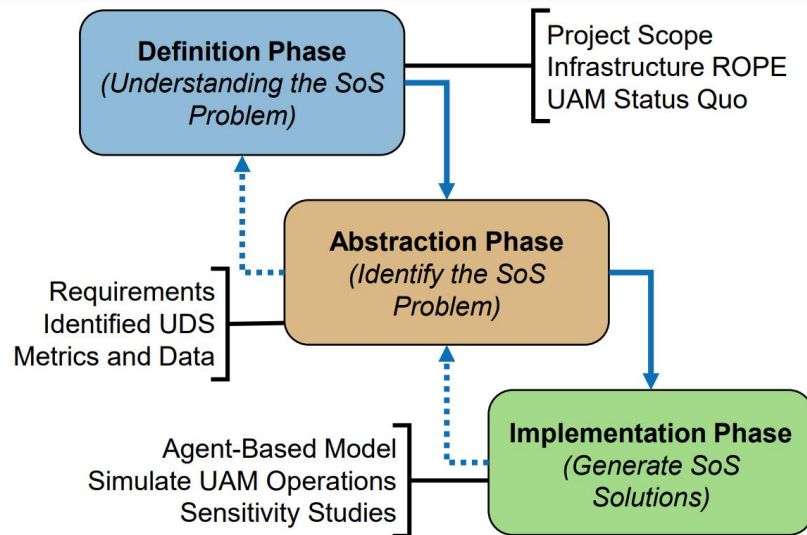 Definition Phase
(Understanding the SoS
Problem)
Project Scope
Infrastructure ROPE
UAM Status Quo
Abstraction Phase
(Identify the SoS
Problem)
Requirements
Identified UDS
Metrics and Data
Implementation Phase
(Generate SoS
Solutions)
Agent-Based Model
Simulate UAM Operations
Sensitivity Studies